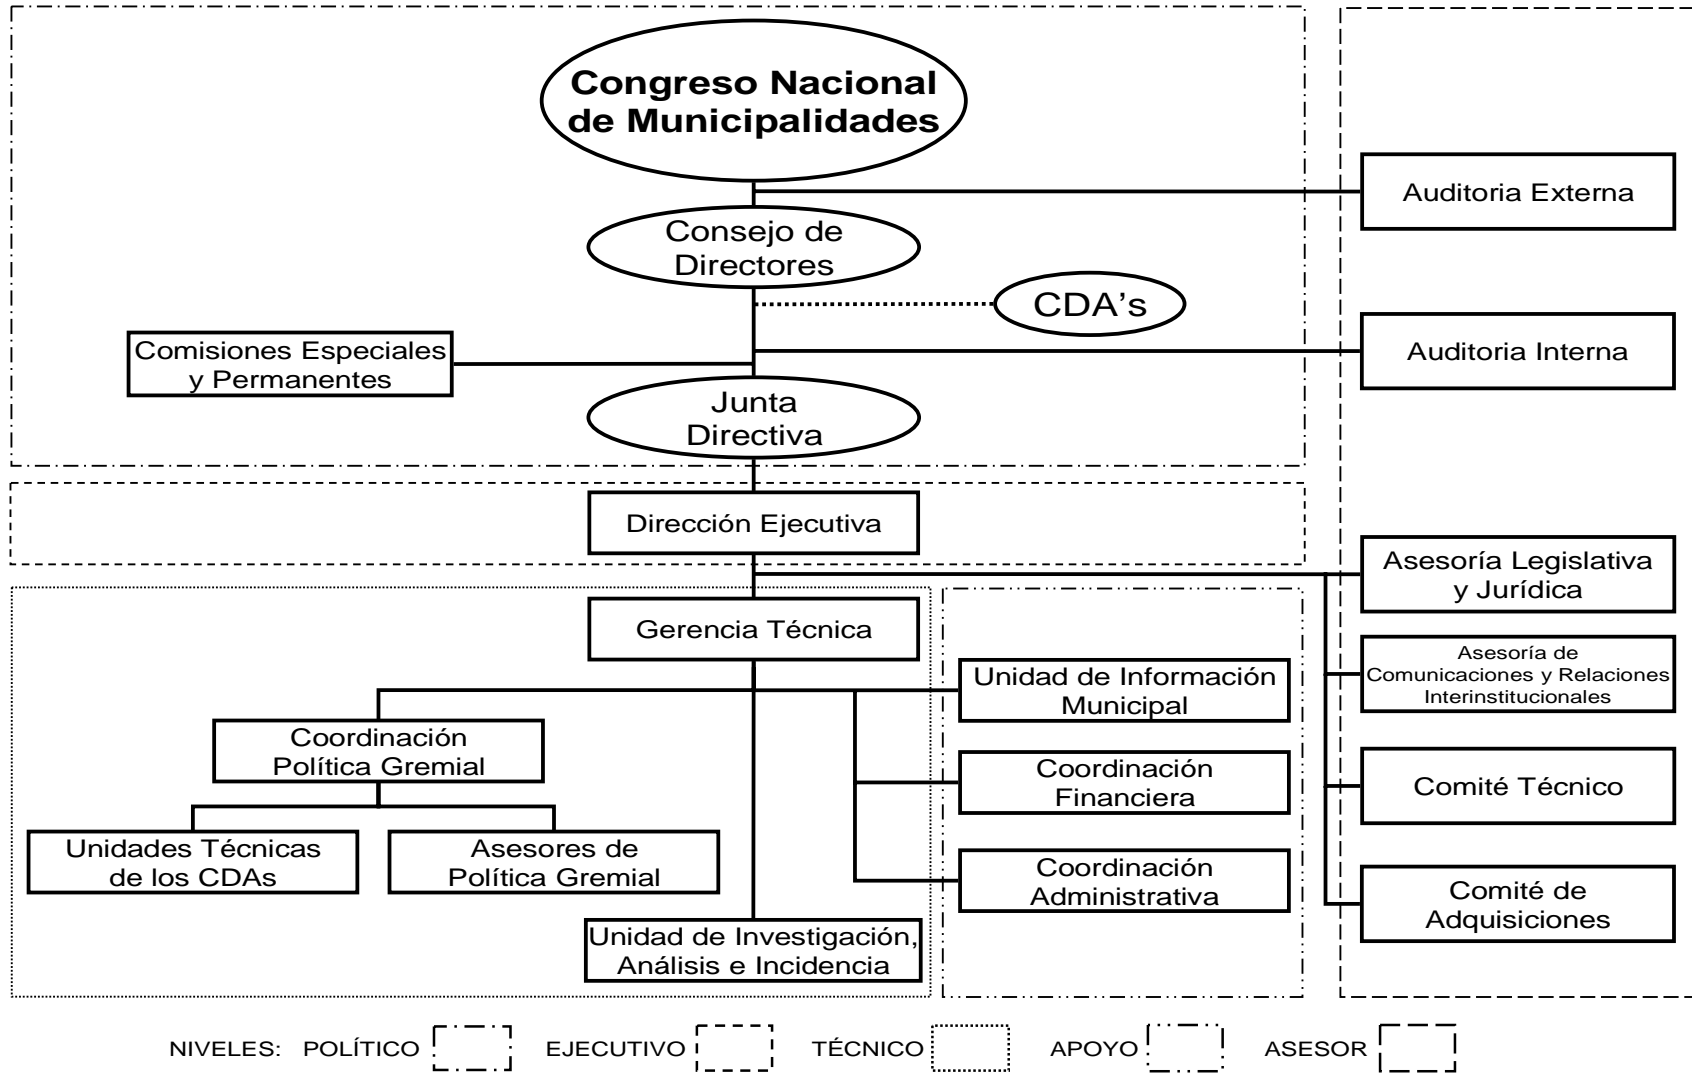 Congreso Nacional
de Municipalidades
Auditoria Externa
Consejo de
Directores
CDA’s
Comisiones Especiales
y Permanentes
Auditoria Interna
Junta
Directiva
Dirección Ejecutiva
Asesoría Legislativa
y Jurídica
Gerencia Técnica
Asesoría de
Comunicaciones y Relaciones
Interinstitucionales
Unidad de Información
Municipal
Coordinación
Política Gremial
Coordinación
Financiera
Comité Técnico
Unidades Técnicas
de los CDAs
Asesores de
Política Gremial
Coordinación
Administrativa
Comité de
Adquisiciones
Unidad de Investigación,
Análisis e Incidencia
NIVELES: POLÍTICO EJECUTIVO TÉCNICO APOYO ASESOR